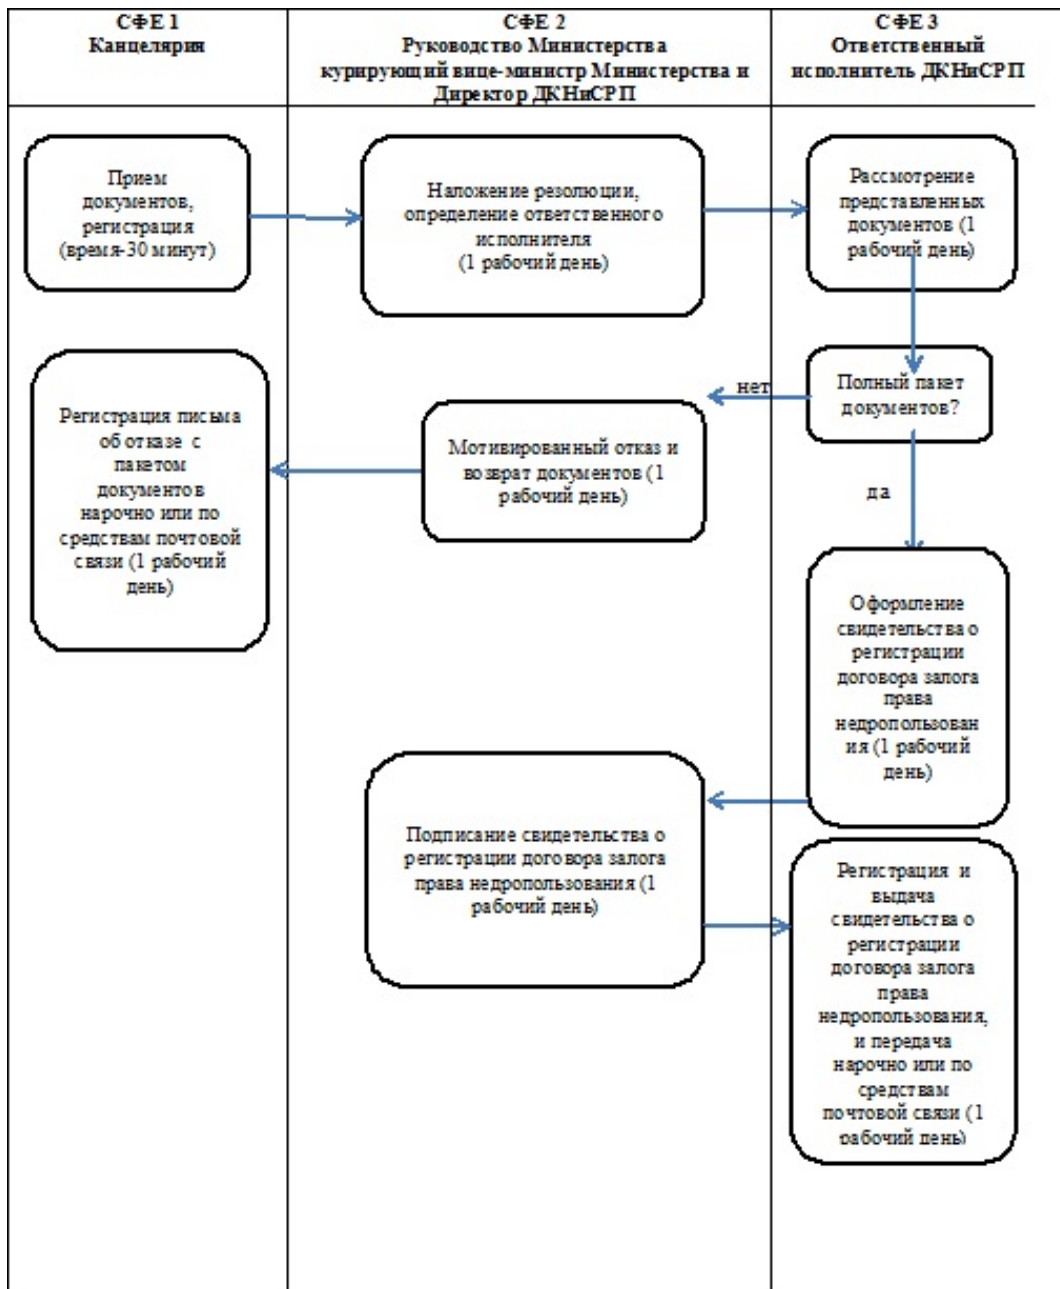 СФЕ 1
Канцелярия
СФЕ 2
Руководство Министерства
курирующий вице-министр Министерства и
Директор ДКНиСРП
СФЕ 3
Ответственный
исполнитель ДКНиСРП
Прием
документов,
регистрация
(время-30 минут)
Наложение резолюции,
определение ответственного
исполнителя
(1 рабочий день)
Рассмотрение
представленных
документов (1
рабочий день)
Полный пакет
документов?
нет
да
Мотивированный отказ и
возврат документов (1
рабочий день)
Регистрация письма
об отказе с
пакетом
документов
нарочно или по
средствам почтовой
связи (1 рабочий
день)
Оформление
свидетельства о
регистрации
договора залога
права
недропользован
ия (1 рабочий
день)
Подписание свидетельства о
регистрации договора залога
права недропользования (1
рабочий день)
Регистрация и
выдача
свидетельства о
регистрации
договора залога
права
недропользования,
и передача
нарочно или по
средствам
почтовой связи (1
рабочий день)